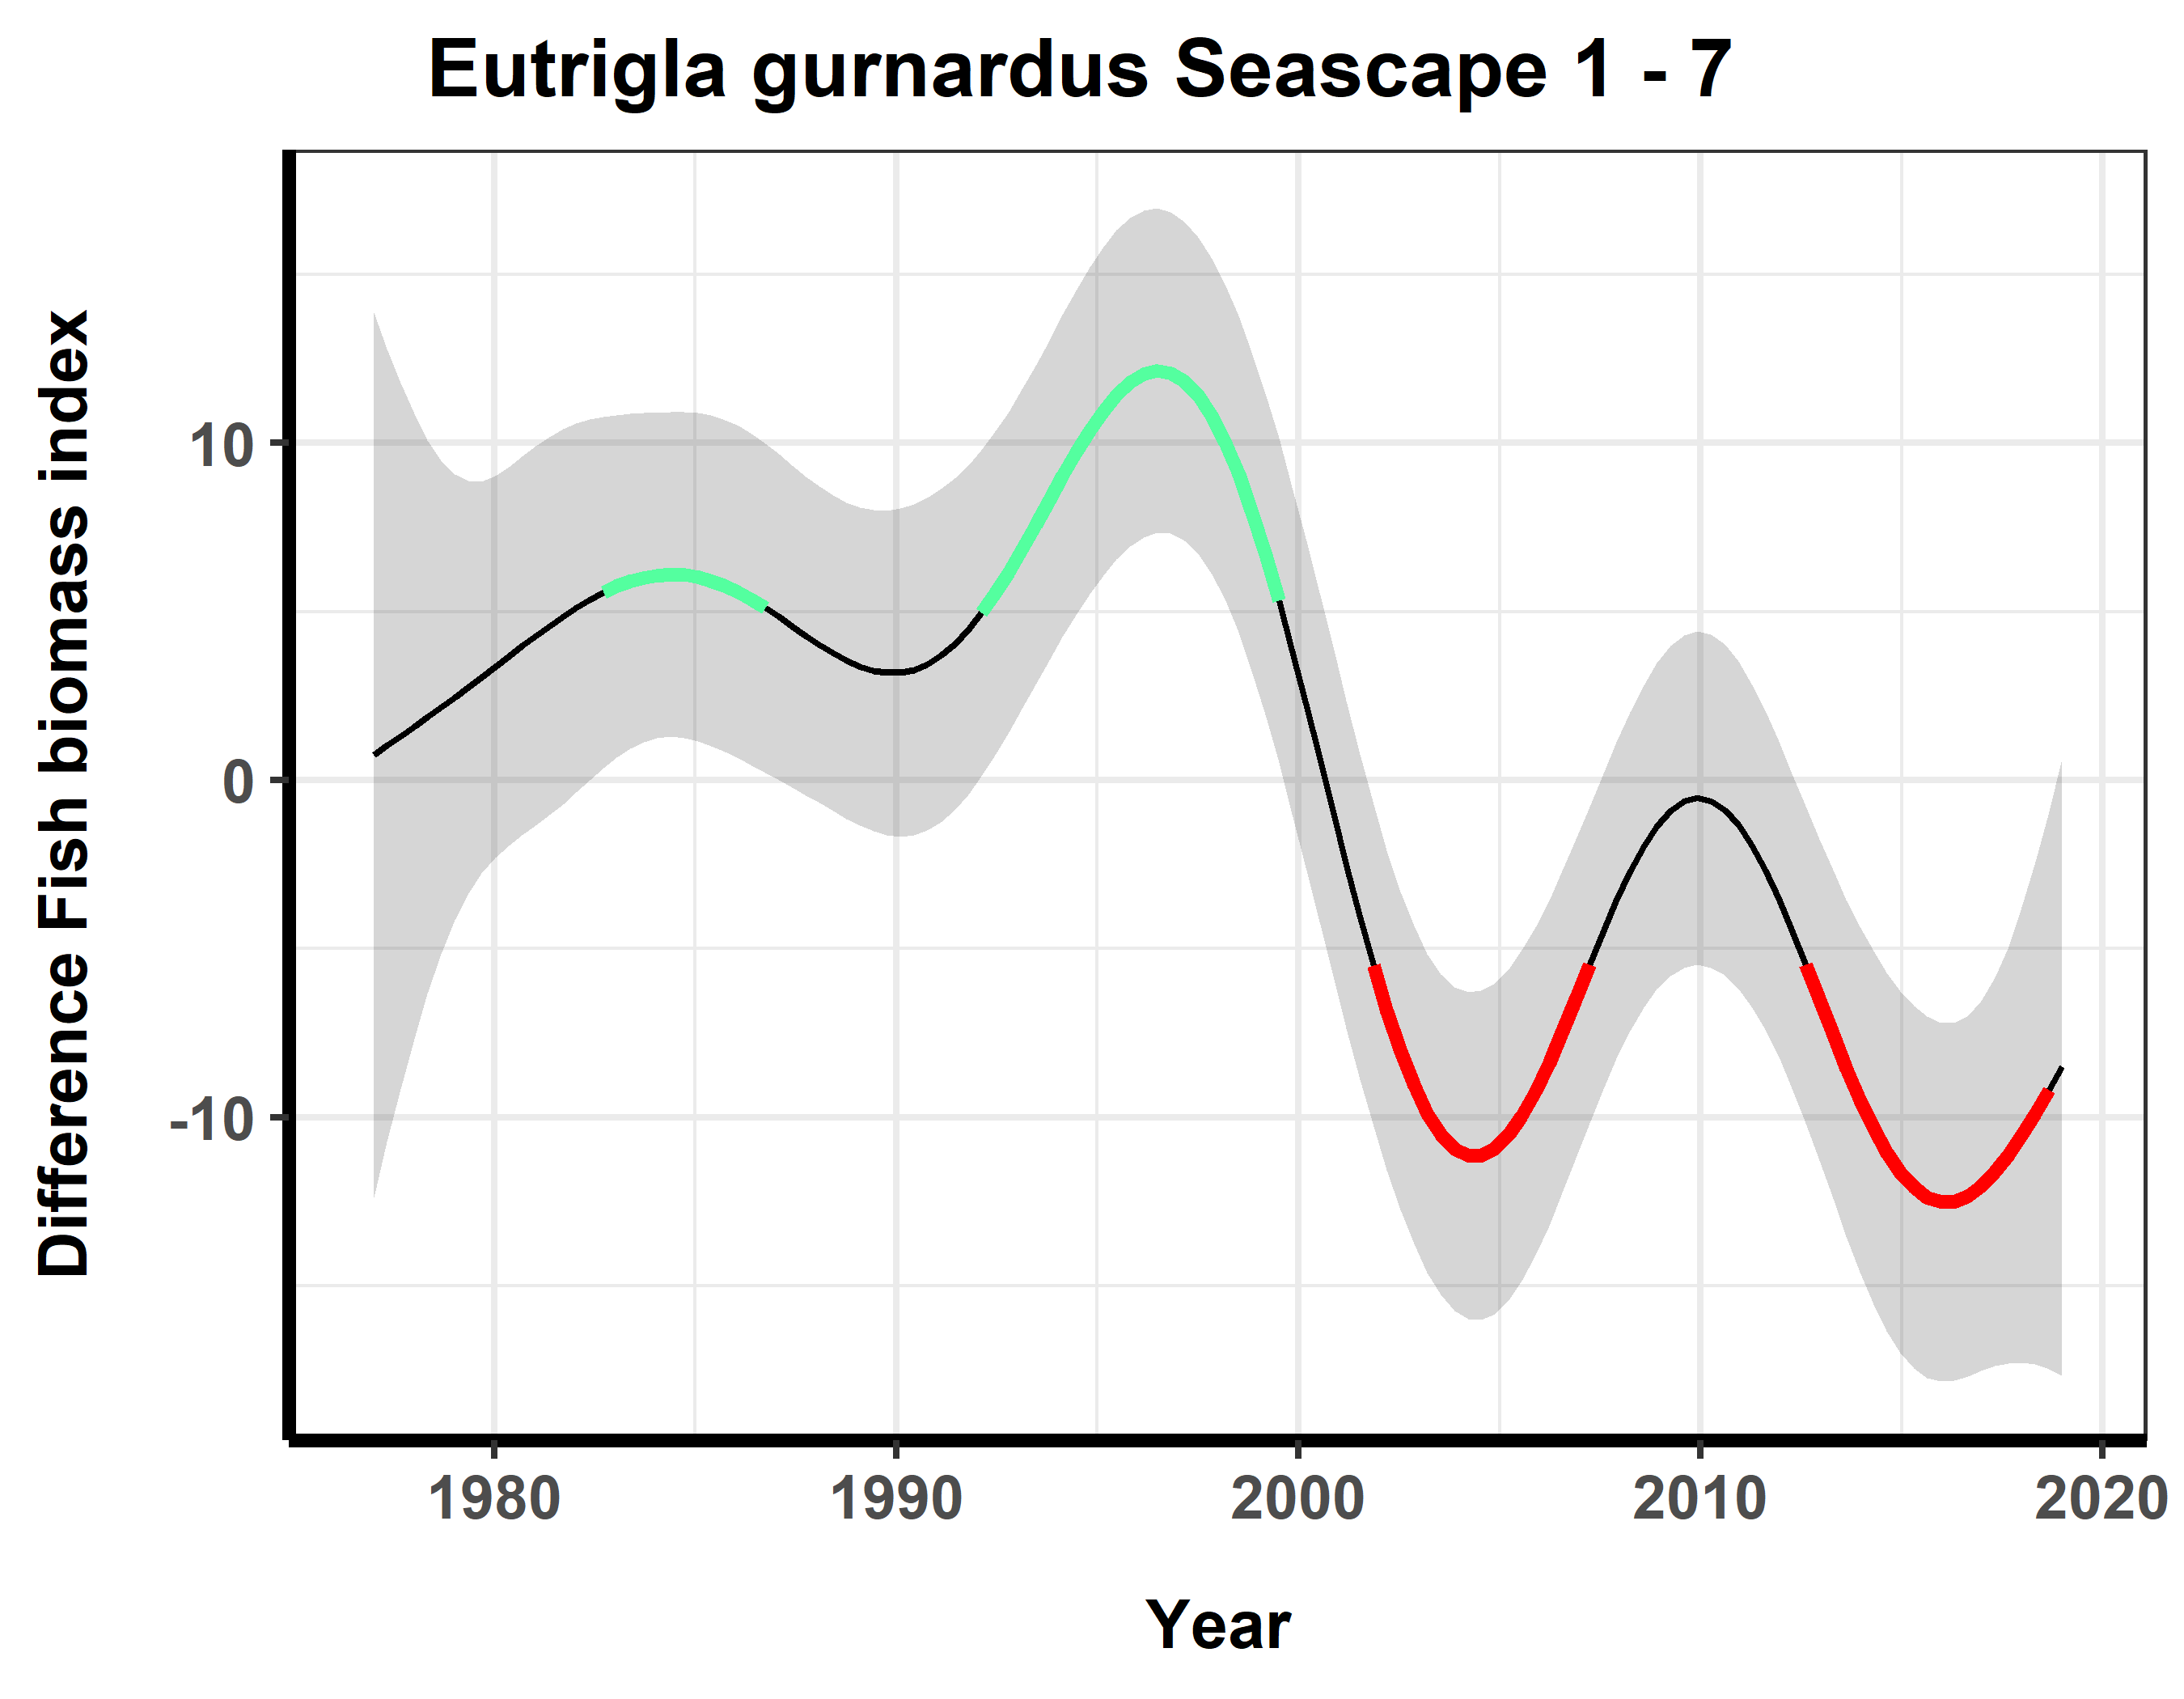 Eutrigla gurnardus Seascape 1 - 7
Difference Fish biomass index
10
0
-10
1980 1990 2000 2010 2020
Year